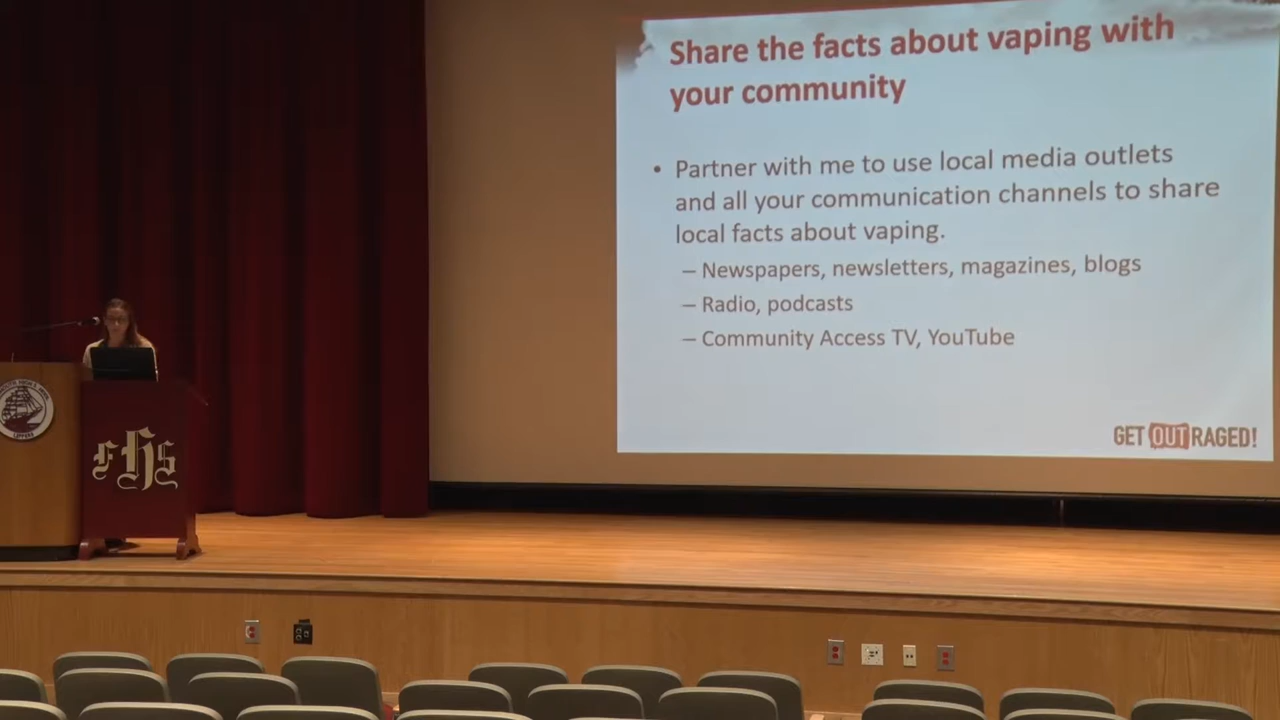 Share the facts about vaping with
your community
• Partner with me to use local media outlets
and all your communication channels to share
local facts about vaping.
– Newspapers, newsletters, magazines, blogs
– Radio, podcasts
– Community Access TV, YouTube
GET OUTRAGED!
FHS
CLIPPERS